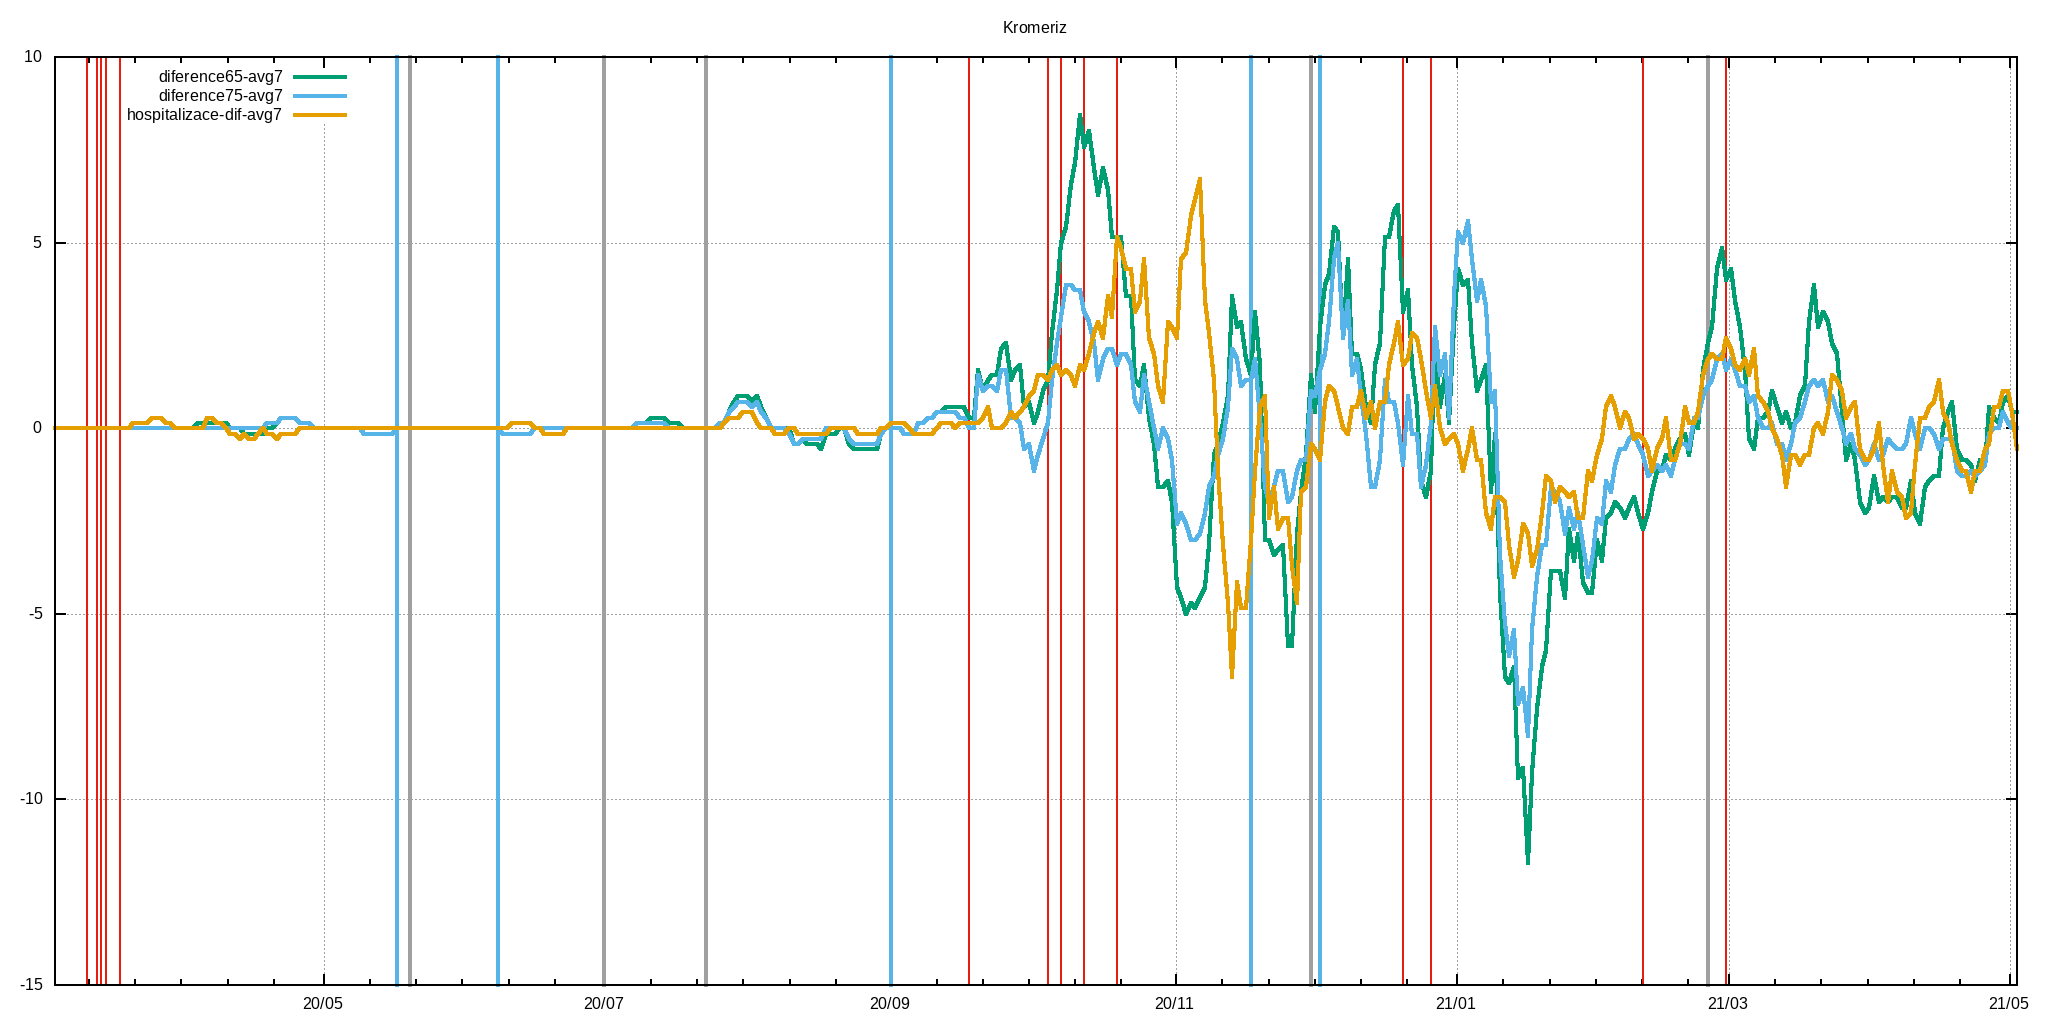 Kromeriz
10
diference65-avg7
diference75-avg7
hospitalizace-dif-avg7
5
0
-5
-10
-15
20/05 20/07 20/09 20/11 21/01 21/03 21/05